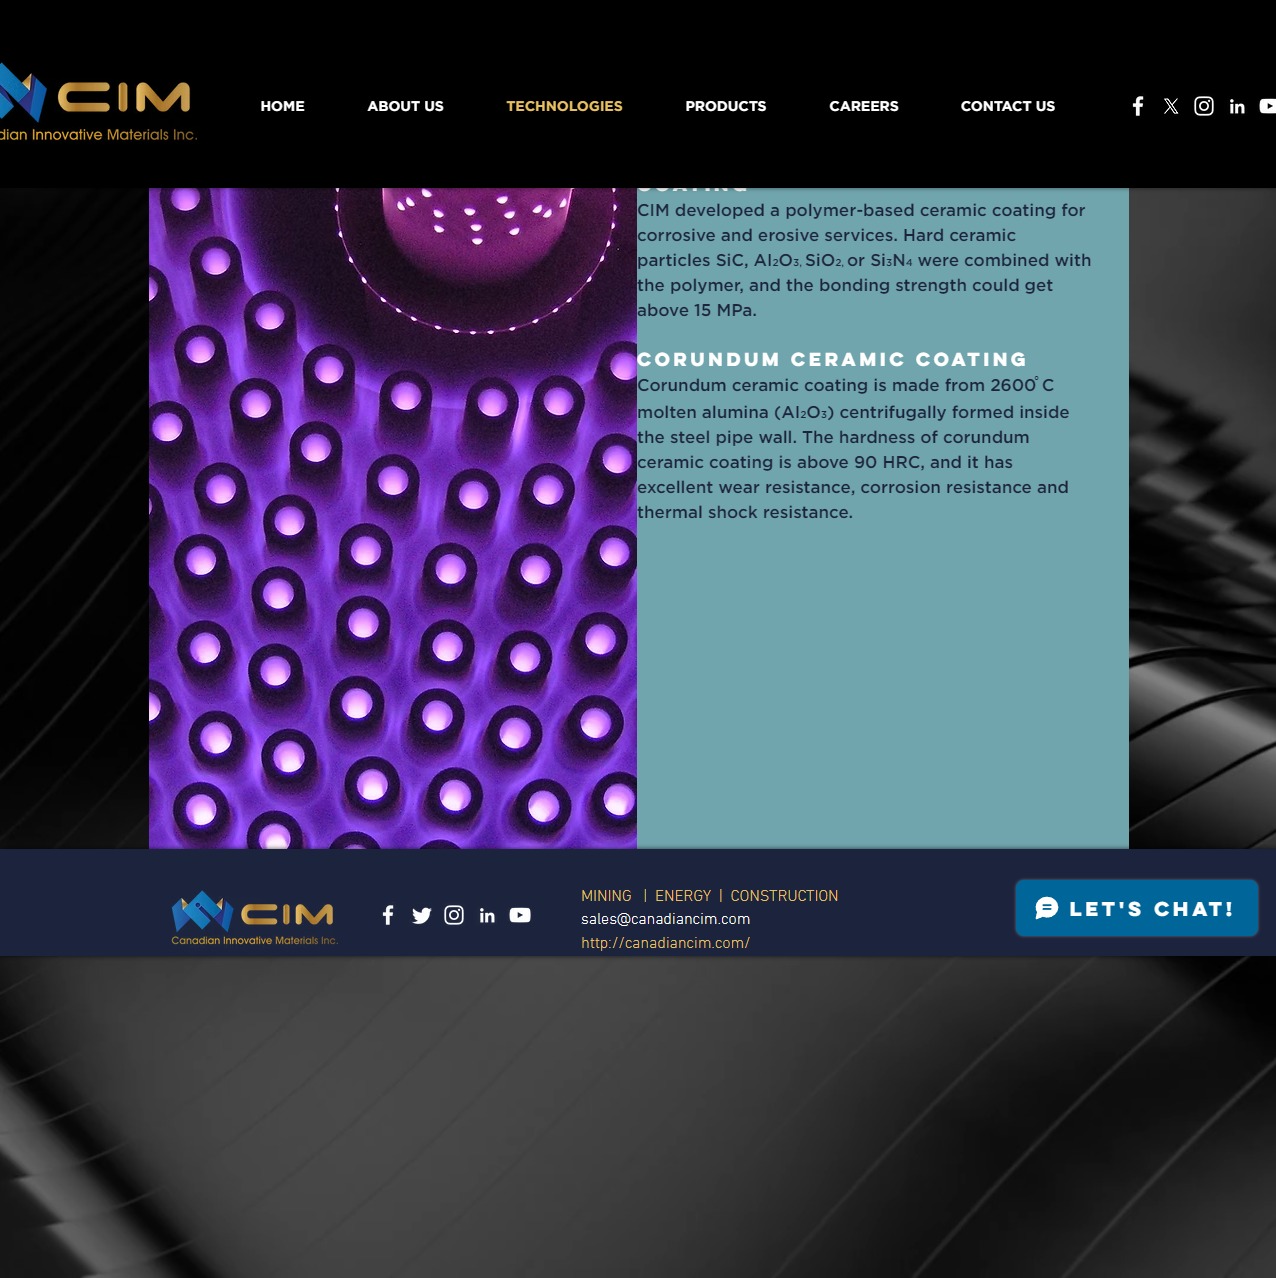 CIM
dian Innovative Materials Inc.
HOME
ABOUT US
TECHNOLOGIES
PRODUCTS
CAREERS
CONTACT US
COATING
CIM developed a polymer-based ceramic coating for
corrosive and erosive services. Hard ceramic
particles SiC, Al₂O₃, SiO₂, or Si₃N₄ were combined with
the polymer, and the bonding strength could get
above 15 MPa.
CORUNDUM CERAMIC COATING
Corundum ceramic coating is made from 2600°C
molten alumina (Al₂O₃) centrifugally formed inside
the steel pipe wall. The hardness of corundum
ceramic coating is above 90 HRC, and it has
excellent wear resistance, corrosion resistance and
thermal shock resistance.
CIM
Canadian Innovative Materials Inc.
MINING | ENERGY | CONSTRUCTION
sales@canadiancim.com
http://canadiancim.com/
LET'S CHAT!